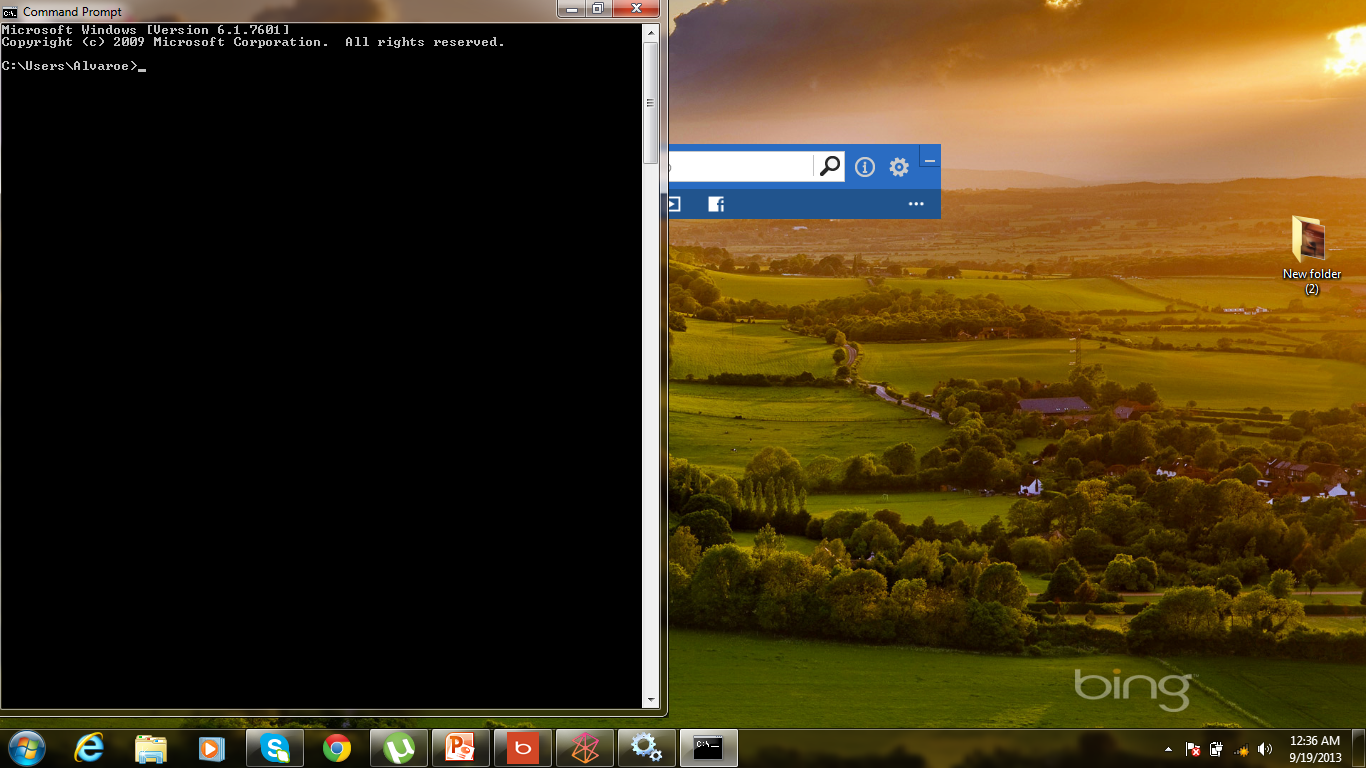 Command Prompt
Microsoft Windows [Version 6.1.7601]
Copyright (c) 2009 Microsoft Corporation.  All rights reserved.
C:\Users\Alvaroe>_
New folder
(2)
bing™
C:\_
12:36 AM
9/19/2013